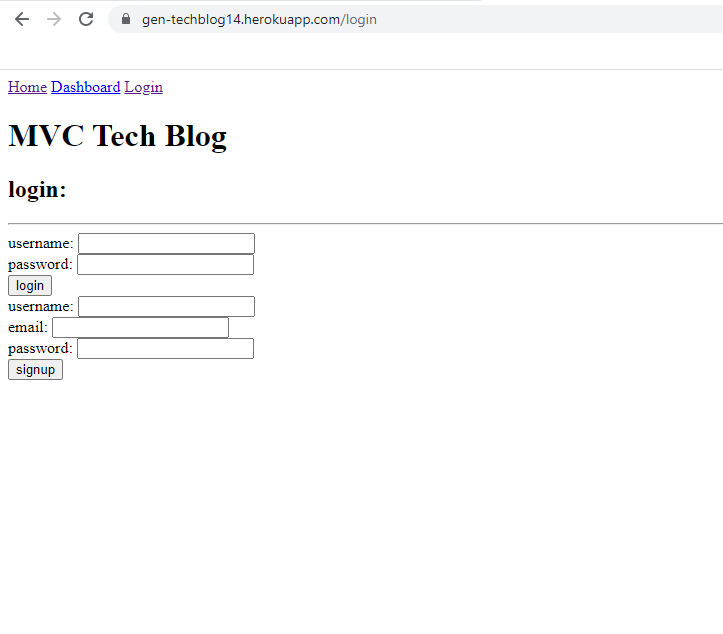 gen-techblog14.herokuapp.com/login
Home Dashboard Login
MVC Tech Blog
login:
username:
password:
login
username:
email:
password:
signup